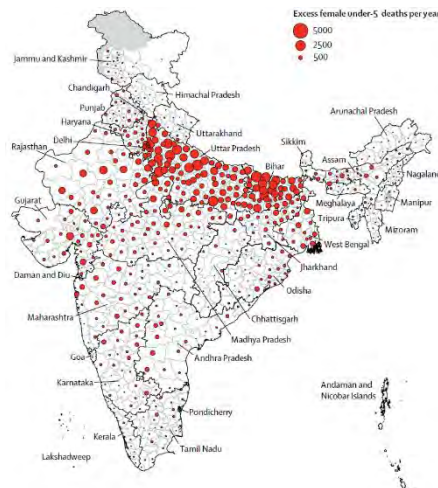 Excess female under-5 deaths per year
5000
2500
500
Jammu and Kashmir
Chandigarh
Himachal Pradesh
Punjab
Haryana
Delhi
Uttarakhand
Arunachal Pradesh
Rajasthan
Uttar Pradesh
Sikkim
Bihar
Assam
Nagaland
Gujarat
Meghalaya
Manipur
Tripura
Mizoram
West Bengal
Daman and Diu
Jharkhand
Odisha
Chhattisgarh
Maharashtra
Madhya Pradesh
Goa
Andhra Pradesh
Karnataka
Andaman and
Nicobar Islands
Pondicherry
Kerala
Tamil Nadu
Lakshadweep